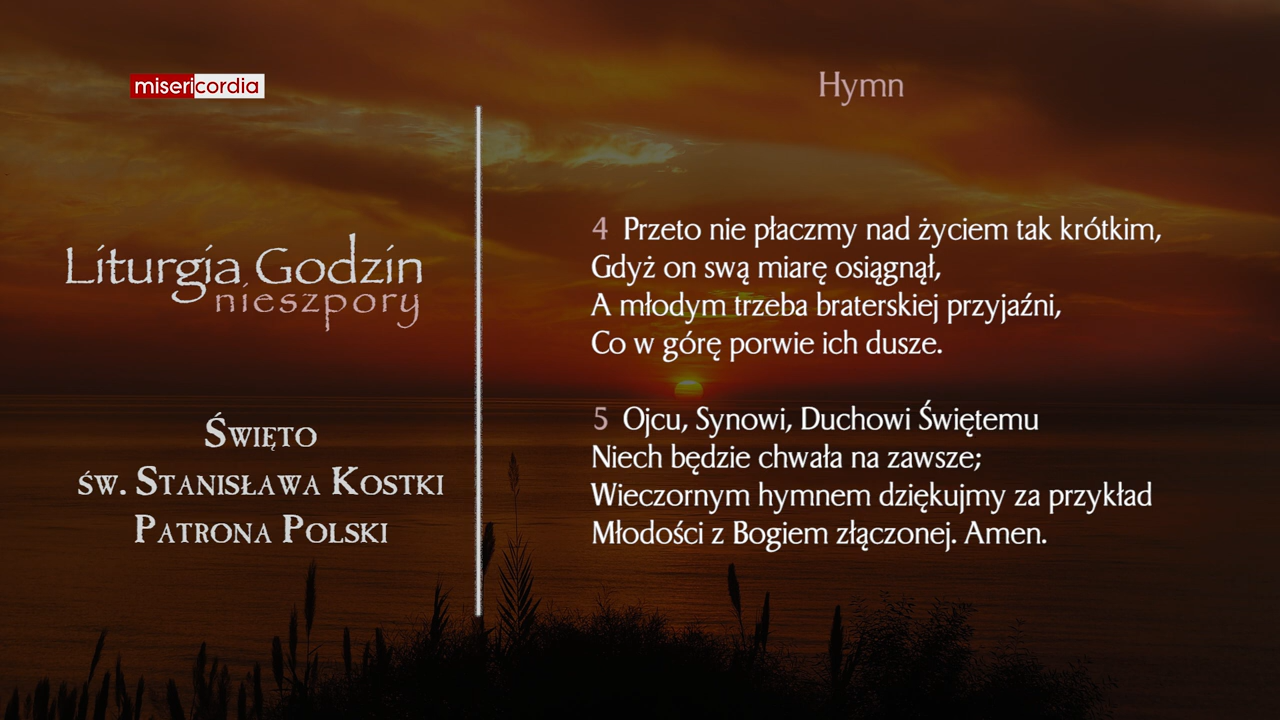 misericordia
Liturgia Godzin
nieszpory
Święto
św. Stanisława Kostki
Patrona Polski
Hymn
4 Przeto nie płaczmy nad życiem tak krótkim,
Gdyż on swą miarę osiągnął,
A młodym trzeba braterskiej przyjaźni,
Co w górę porwie ich dusze.
5 Ojcu, Synowi, Duchowi Świętemu
Niech będzie chwała na zawsze;
Wieczornym hymnem dziękujmy za przykład
Młodości z Bogiem złączonej. Amen.